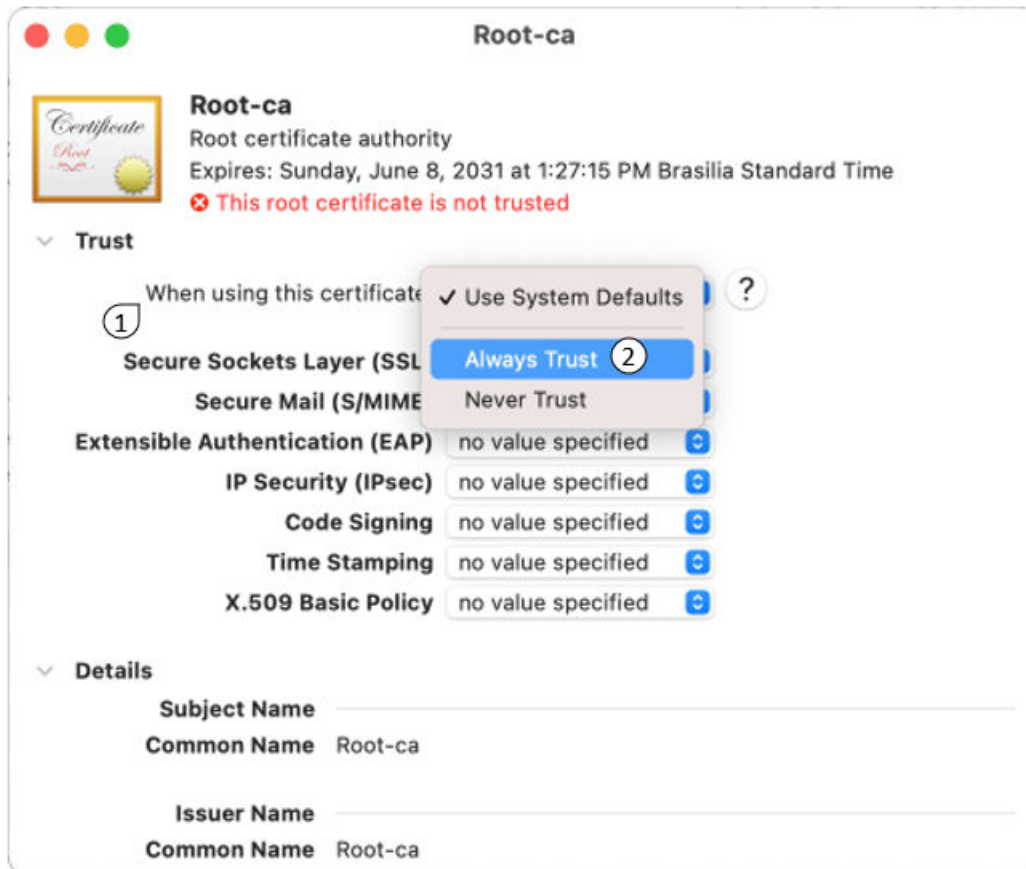 Root-ca
Certificate
Root
Root-ca
Root certificate authority
Expires: Sunday, June 8, 2031 at 1:27:15 PM Brasilia Standard Time
This root certificate is not trusted
Trust
When using this certificate ✓ Use System Defaults ?
1
Secure Sockets Layer (SSL Always Trust 2
Secure Mail (S/MIME Never Trust
Extensible Authentication (EAP) no value specified
IP Security (IPsec) no value specified
Code Signing no value specified
Time Stamping no value specified
X.509 Basic Policy no value specified
Details
Subject Name
Common Name Root-ca
Issuer Name
Common Name Root-ca